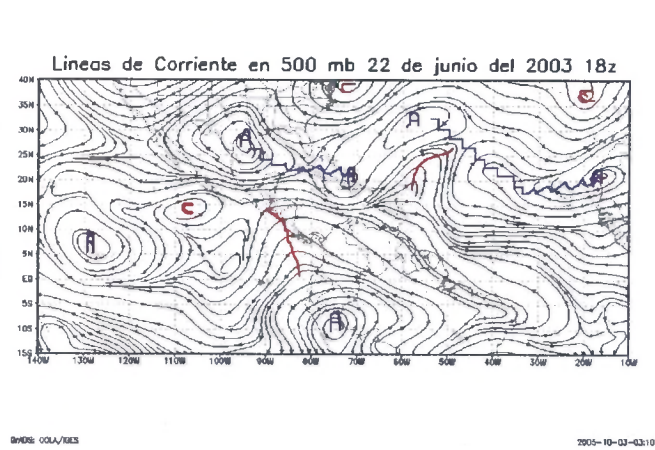 Lineas de Corriente en 500 mb 22 de junio del 2003 18z
40N
C
C
35N
A
30N
A
25N
A
A
20N
15N
C
10N
A
5N
EQ
5S
A
10S
15S
140W 130W 120W 110W 100W 90W 80W 70W 60W 50W 40W 30W 20W 10W
GrADS: COLA/IGES 2005-10-03-03:10